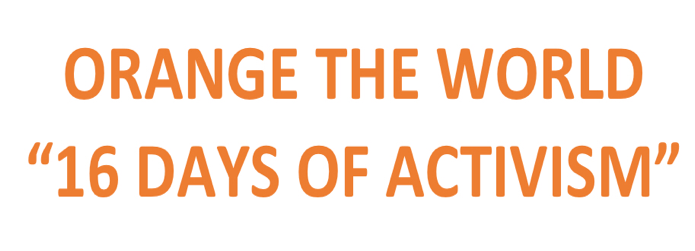 ORANGE THE WORLD
“16 DAYS OF ACTIVISM”